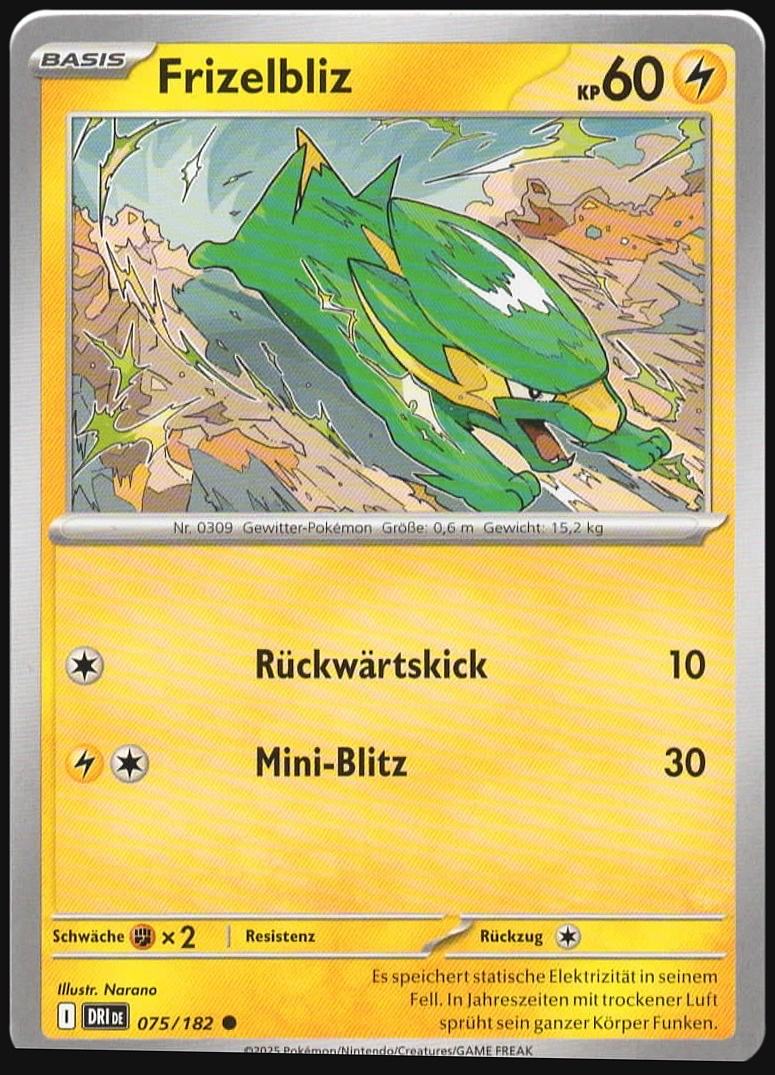 BASIS
Frizelbliz
KP60
Nr. 0309 Gewitter-Pokémon Größe: 0,6 m Gewicht: 15,2 kg
Rückwärtskick 10
Mini-Blitz 30
Schwäche ×2 Resistenz Rückzug
Illustr. Narano
Es speichert statische Elektrizität in seinem
Fell. In Jahreszeiten mit trockener Luft
sprüht sein ganzer Körper Funken.
I DRI DE 075/182
©2025 Pokémon/Nintendo/Creatures/GAME FREAK